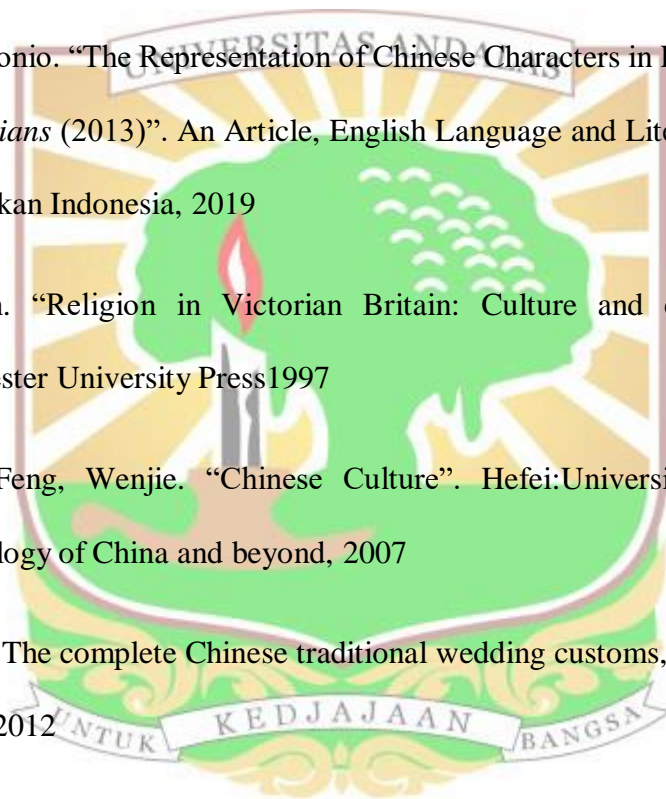 UNIVERSITAS ANDALAS
onio. “The Representation of Chinese Characters in
ians (2013)”. An Article, English Language and Lite
kan Indonesia, 2019
. “Religion in Victorian Britain: Culture and
ester University Press1997
Feng, Wenjie. “Chinese Culture”. Hefei:Universi
logy of China and beyond, 2007
The complete Chinese traditional wedding customs,
2012
UNTUK KEDJAJAAN BANGSA